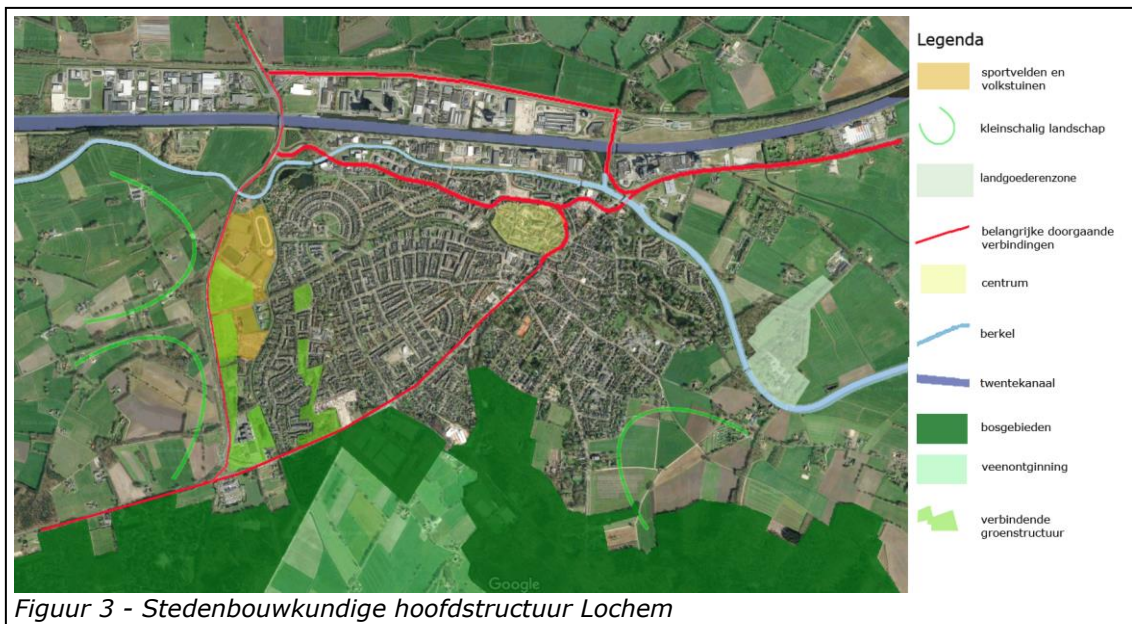 Legenda
sportvelden en
volkstuinen
kleinschalig landschap
landgoederenzone
belangrijke doorgaande
verbindingen
centrum
berkel
twentekanaal
bosgebieden
veenontginning
verbindende
groenstructuur
Google
Figuur 3 - Stedenbouwkundige hoofdstructuur Lochem